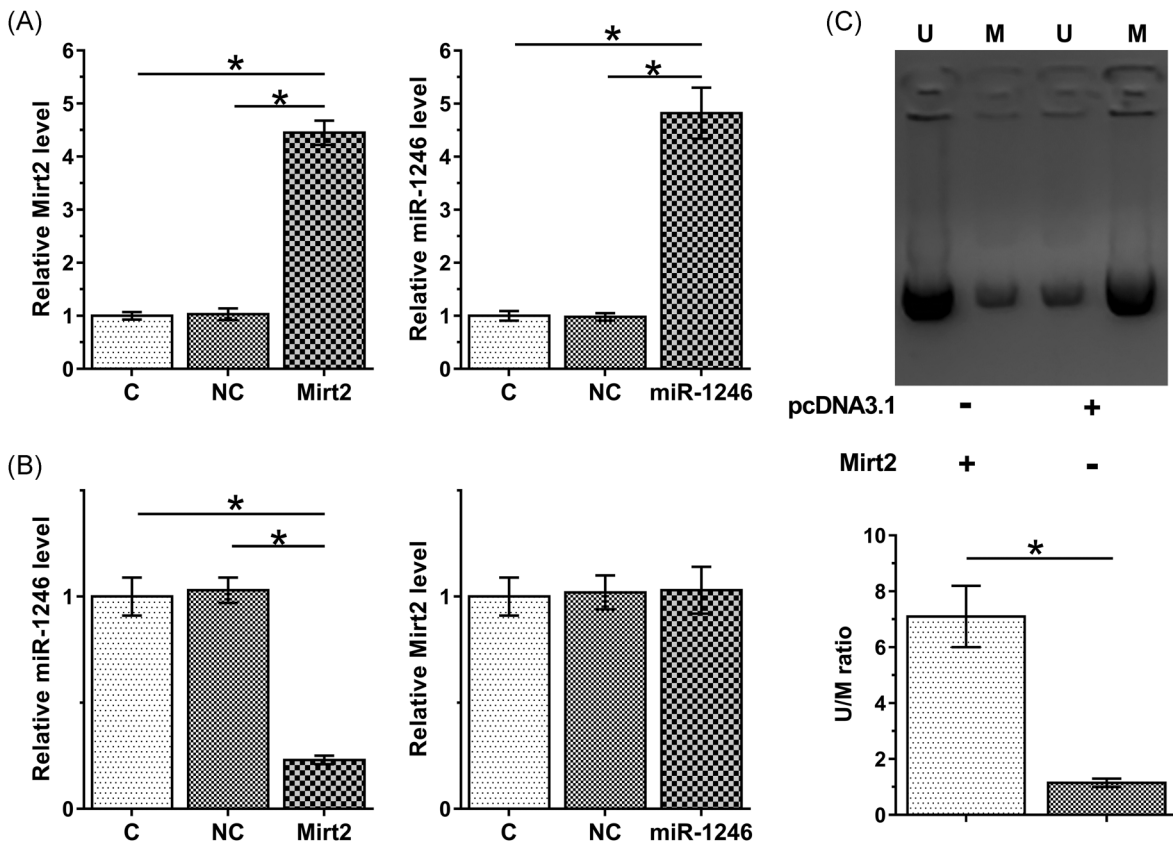 (A)
Relative Mirt2 level
6
5
4
3
2
1
0
*
*
C NC Mirt2
Relative miR-1246 level
6
5
4
3
2
1
0
*
*
C NC miR-1246
(B)
Relative miR-1246 level
1
0
*
*
C NC Mirt2
Relative Mirt2 level
1
0
C NC miR-1246
(C)
U M U M
pcDNA3.1 - +
Mirt2 + -
U/M ratio
10
8
6
4
2
0
*